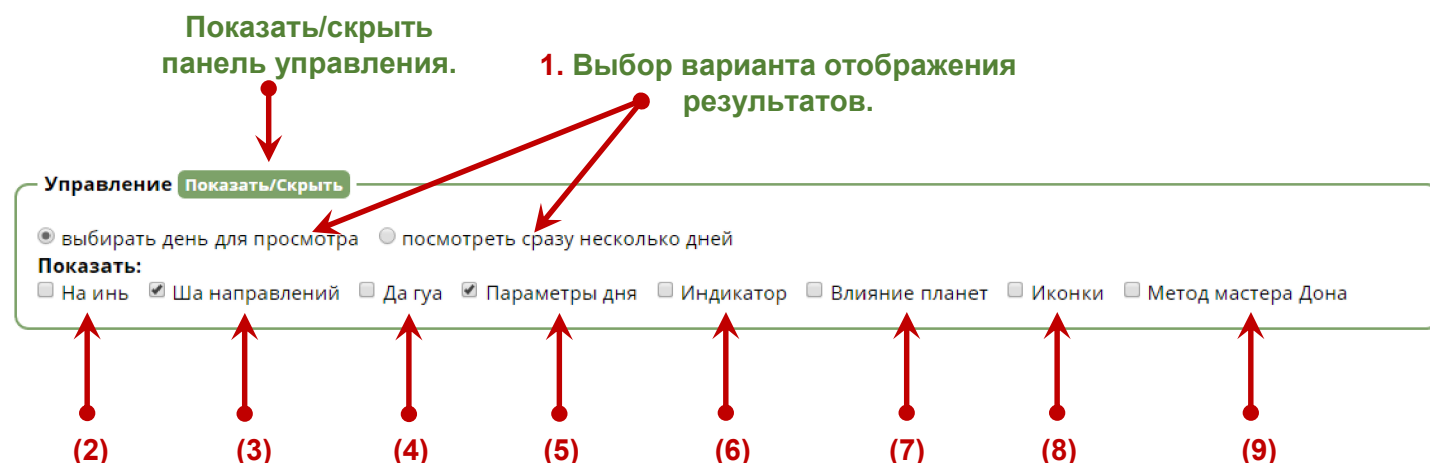 Показать/скрыть
панель управления.
1. Выбор варианта отображения
результатов.
Управление Показать/Скрыть
выбирать день для просмотра посмотреть сразу несколько дней
Показать:
На инь Ша направлений Да гуа Параметры дня Индикатор Влияние планет Иконки Метод мастера Дона
(2) (3) (4) (5) (6) (7) (8) (9)